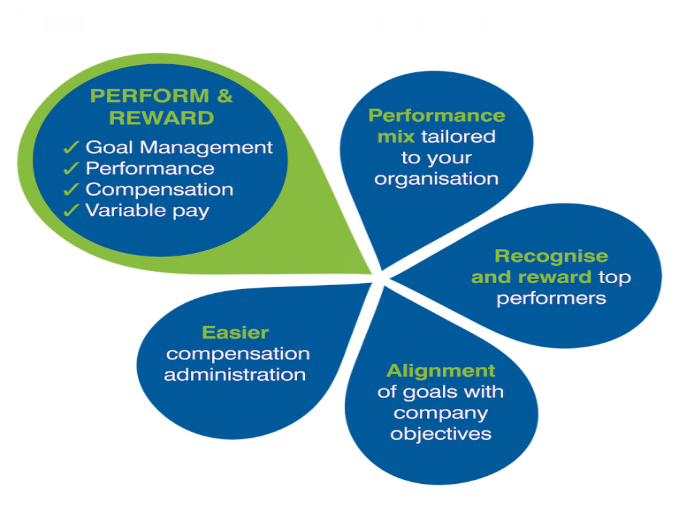 PERFORM &
REWARD
✓ Goal Management
✓ Performance
✓ Compensation
✓ Variable pay
Performance
mix tailored
to your
organisation
Recognise
and reward top
performers
Alignment
of goals with
company
objectives
Easier
compensation
administration